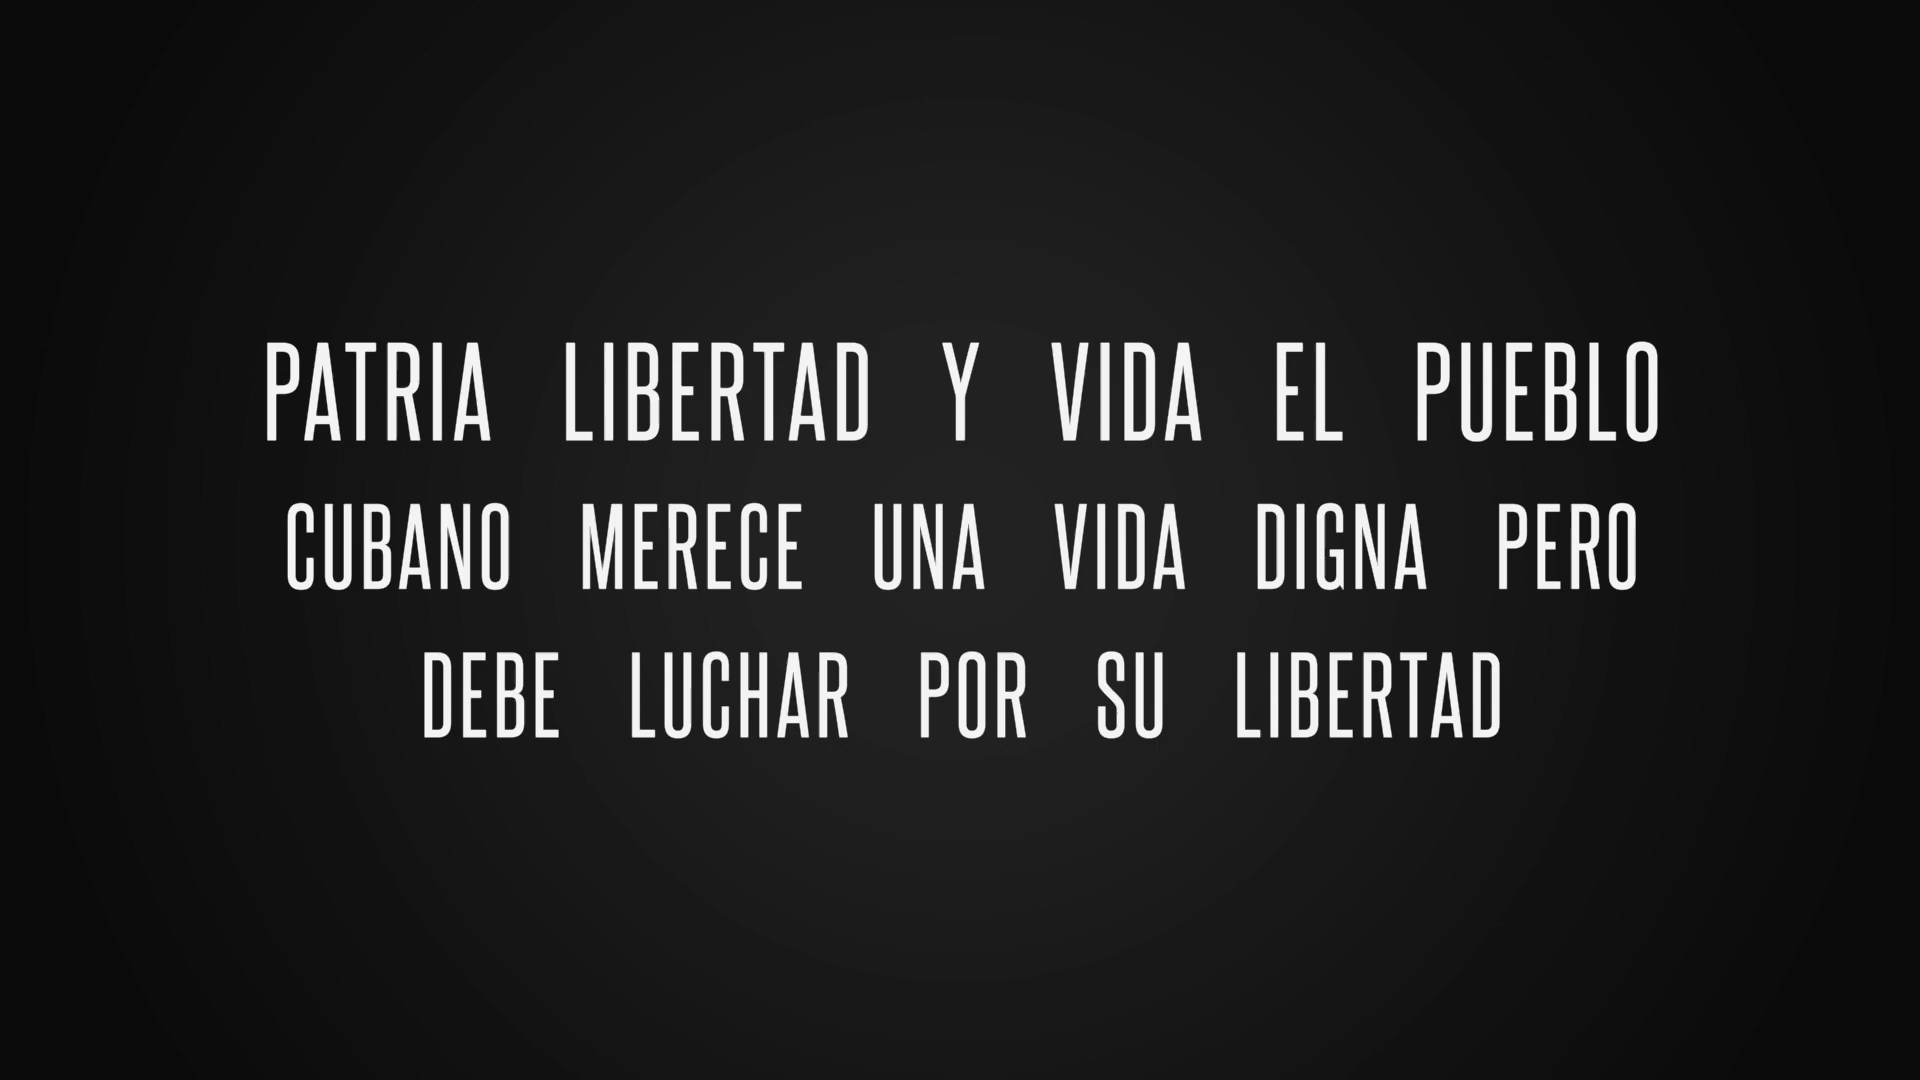 PATRIA LIBERTAD Y VIDA EL PUEBLO
CUBANO MERECE UNA VIDA DIGNA PERO
DEBE LUCHAR POR SU LIBERTAD